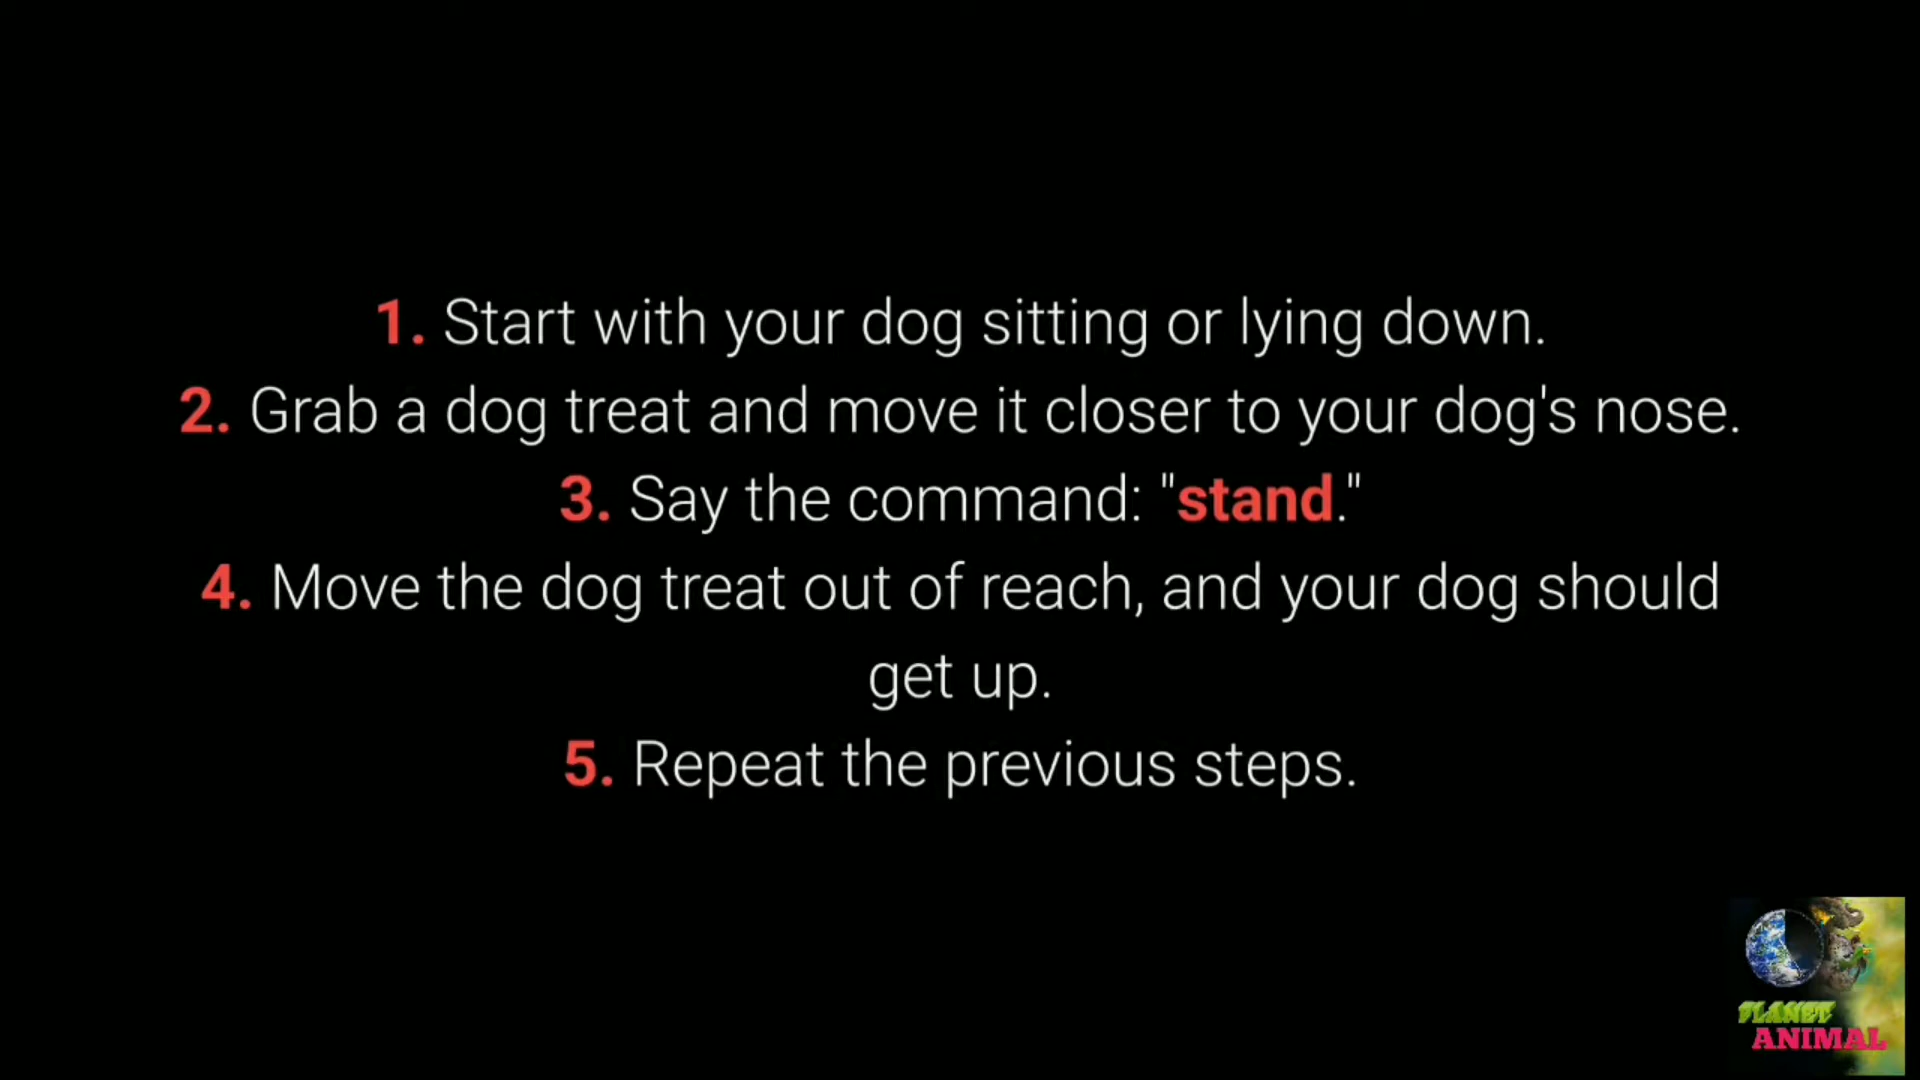 1. Start with your dog sitting or lying down.
2. Grab a dog treat and move it closer to your dog's nose.
3. Say the command: "stand."
4. Move the dog treat out of reach, and your dog should
get up.
5. Repeat the previous steps.
PLANET
ANIMAL